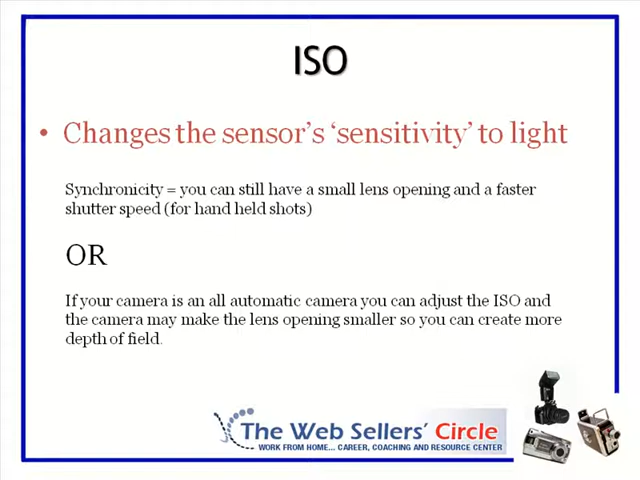 ISO
• Changes the sensor's 'sensitivity' to light
Synchronicity = you can still have a small lens opening and a faster
shutter speed (for hand held shots)
OR
If your camera is an all automatic camera you can adjust the ISO and
the camera may make the lens opening smaller so you can create more
depth of field.
The Web Sellers' Circle
WORK FROM HOME... CAREER, COACHING AND RESOURCE CENTER